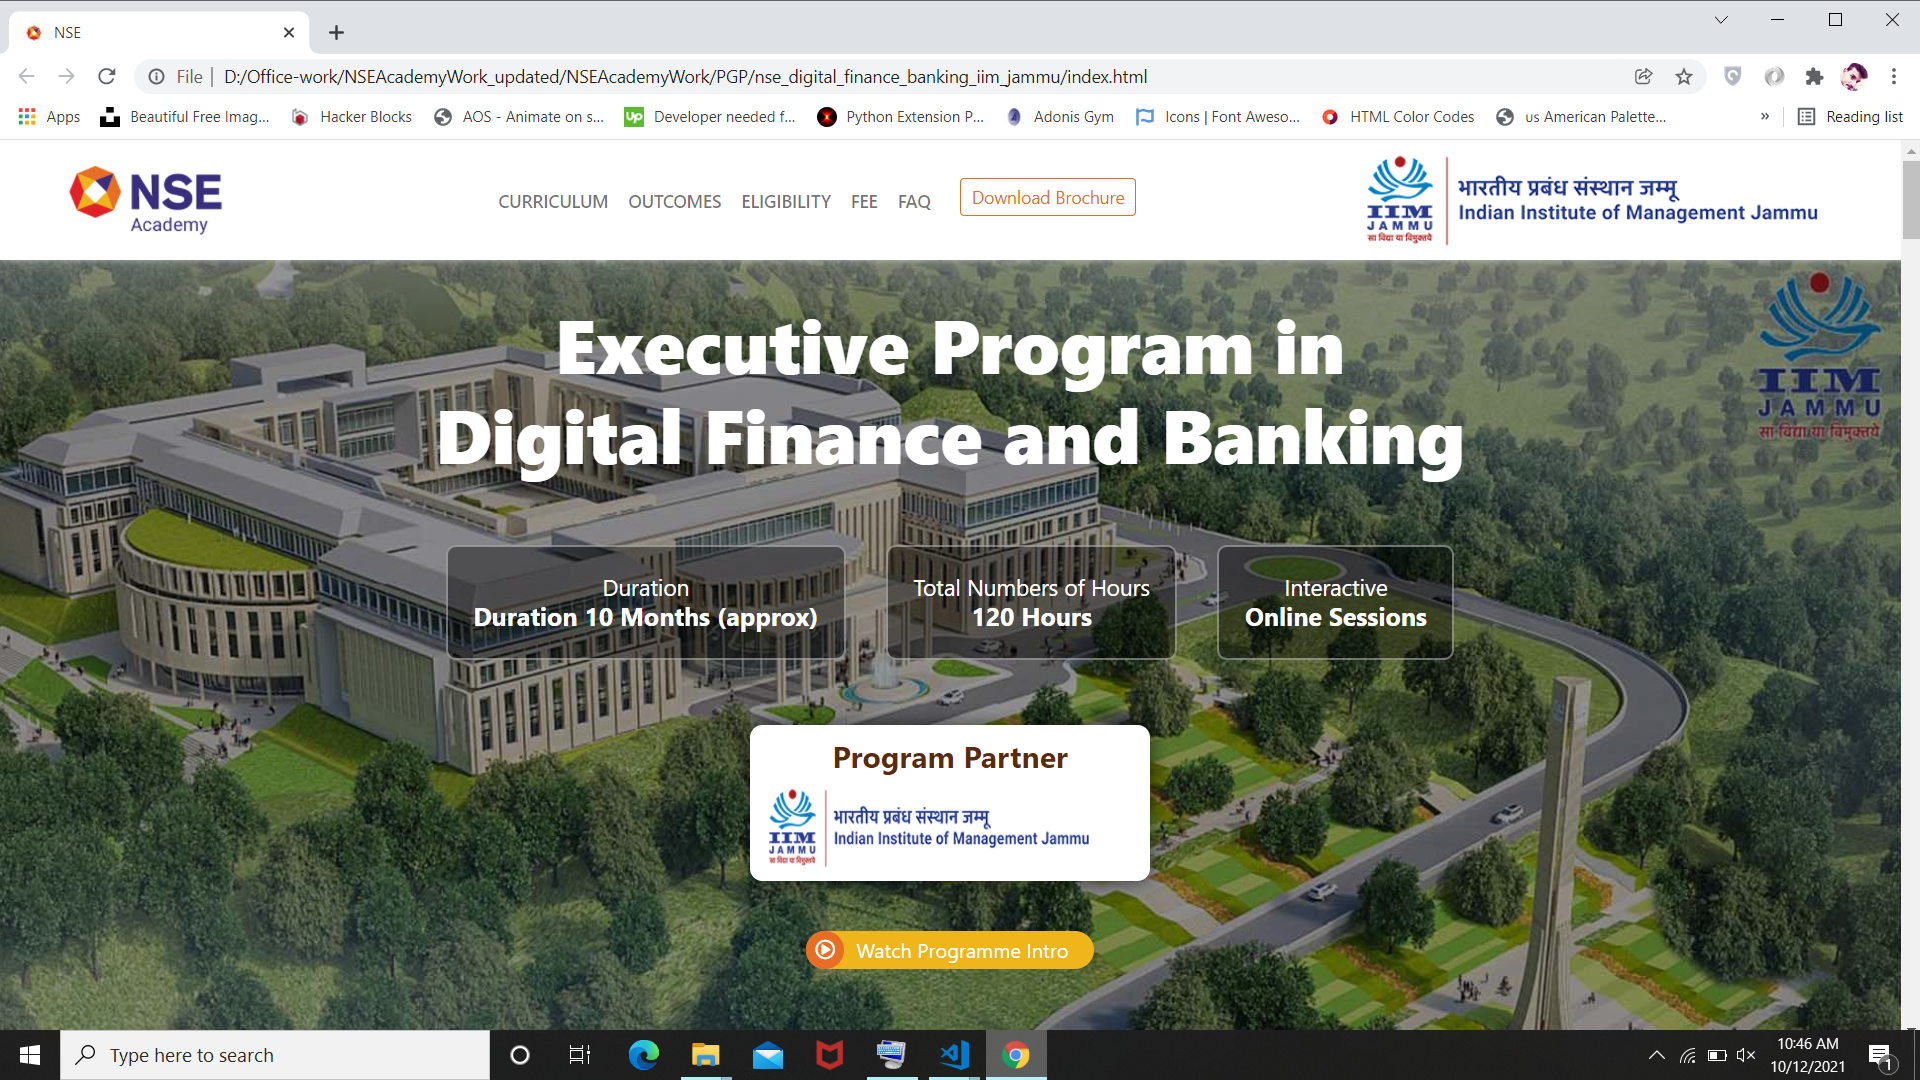 NSE
File
D:/Office-work/NSEAcademyWork_updated/NSEAcademyWork/PGP/nse_digital_finance_banking_iim_jammu/index.html
Apps
Beautiful Free Imag...
Hacker Blocks
AOS - Animate on s...
Up
Developer needed f...
Python Extension P...
Adonis Gym
Icons | Font Aweso...
HTML Color Codes
us American Palette...
»
Reading list
NSE
Academy
CURRICULUM
OUTCOMES
ELIGIBILITY
FEE
FAQ
Download Brochure
IIM
JAMMU
सा विद्या या विमुक्तये
भारतीय प्रबंध संस्थान जम्मू
Indian Institute of Management Jammu
IIM
JAMMU
सा विद्या या विमुक्तये
Executive Program in
Digital Finance and Banking
Duration
Duration 10 Months (approx)
Total Numbers of Hours
120 Hours
Interactive
Online Sessions
Program Partner
IIM
JAMMU
सा विद्या या विमुक्तये
भारतीय प्रबंध संस्थान जम्मू
Indian Institute of Management Jammu
Watch Programme Intro
Type here to search
10:46 AM
10/12/2021
1